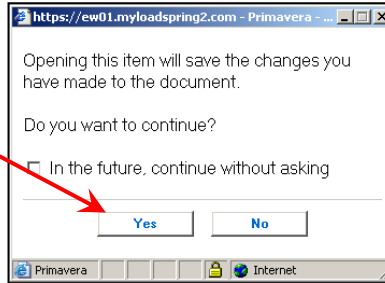 https://ew01.myloadspring2.com - Primavera - ...
Opening this item will save the changes you
have made to the document.
Do you want to continue?
In the future, continue without asking
Yes No
Primavera Internet